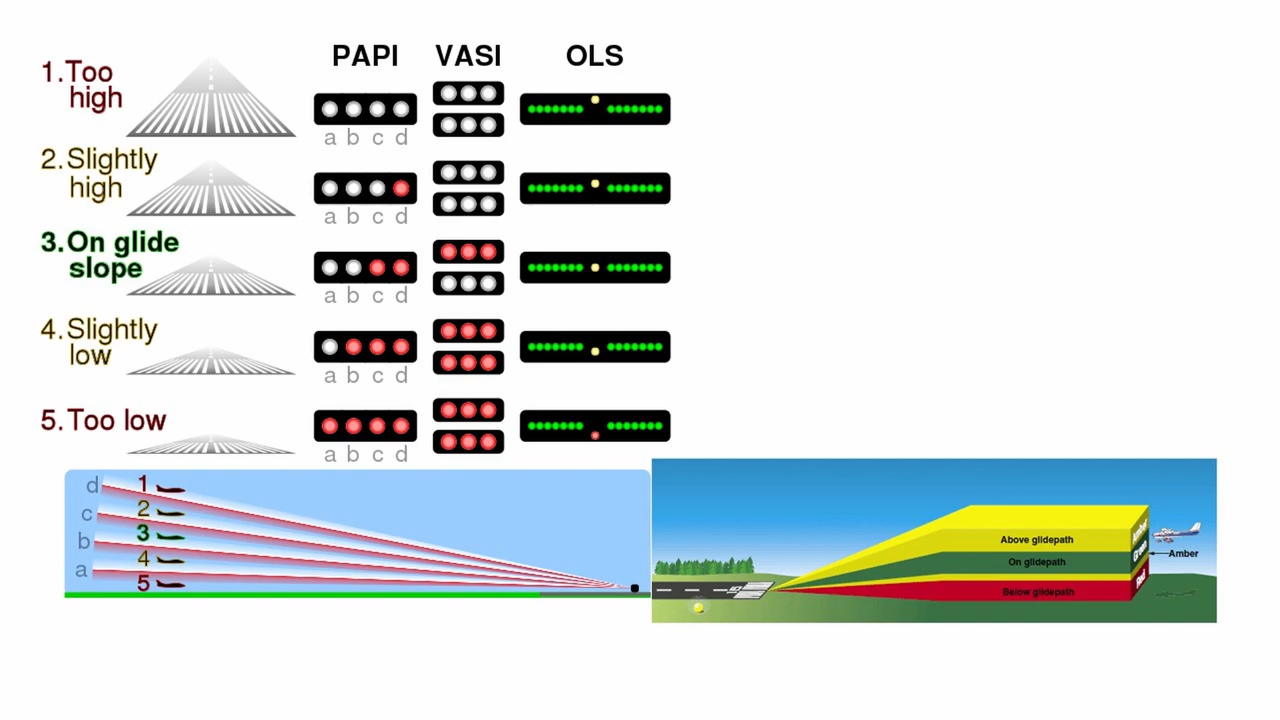 PAPI VASI OLS
1. Too
high
a b c d
2. Slightly
high
a b c d
3. On glide
slope
a b c d
4. Slightly
low
a b c d
5. Too low
a b c d
d 1
c 2
b 3
a 4
5
Above glidepath
On glidepath
Below glidepath
Amber
Red